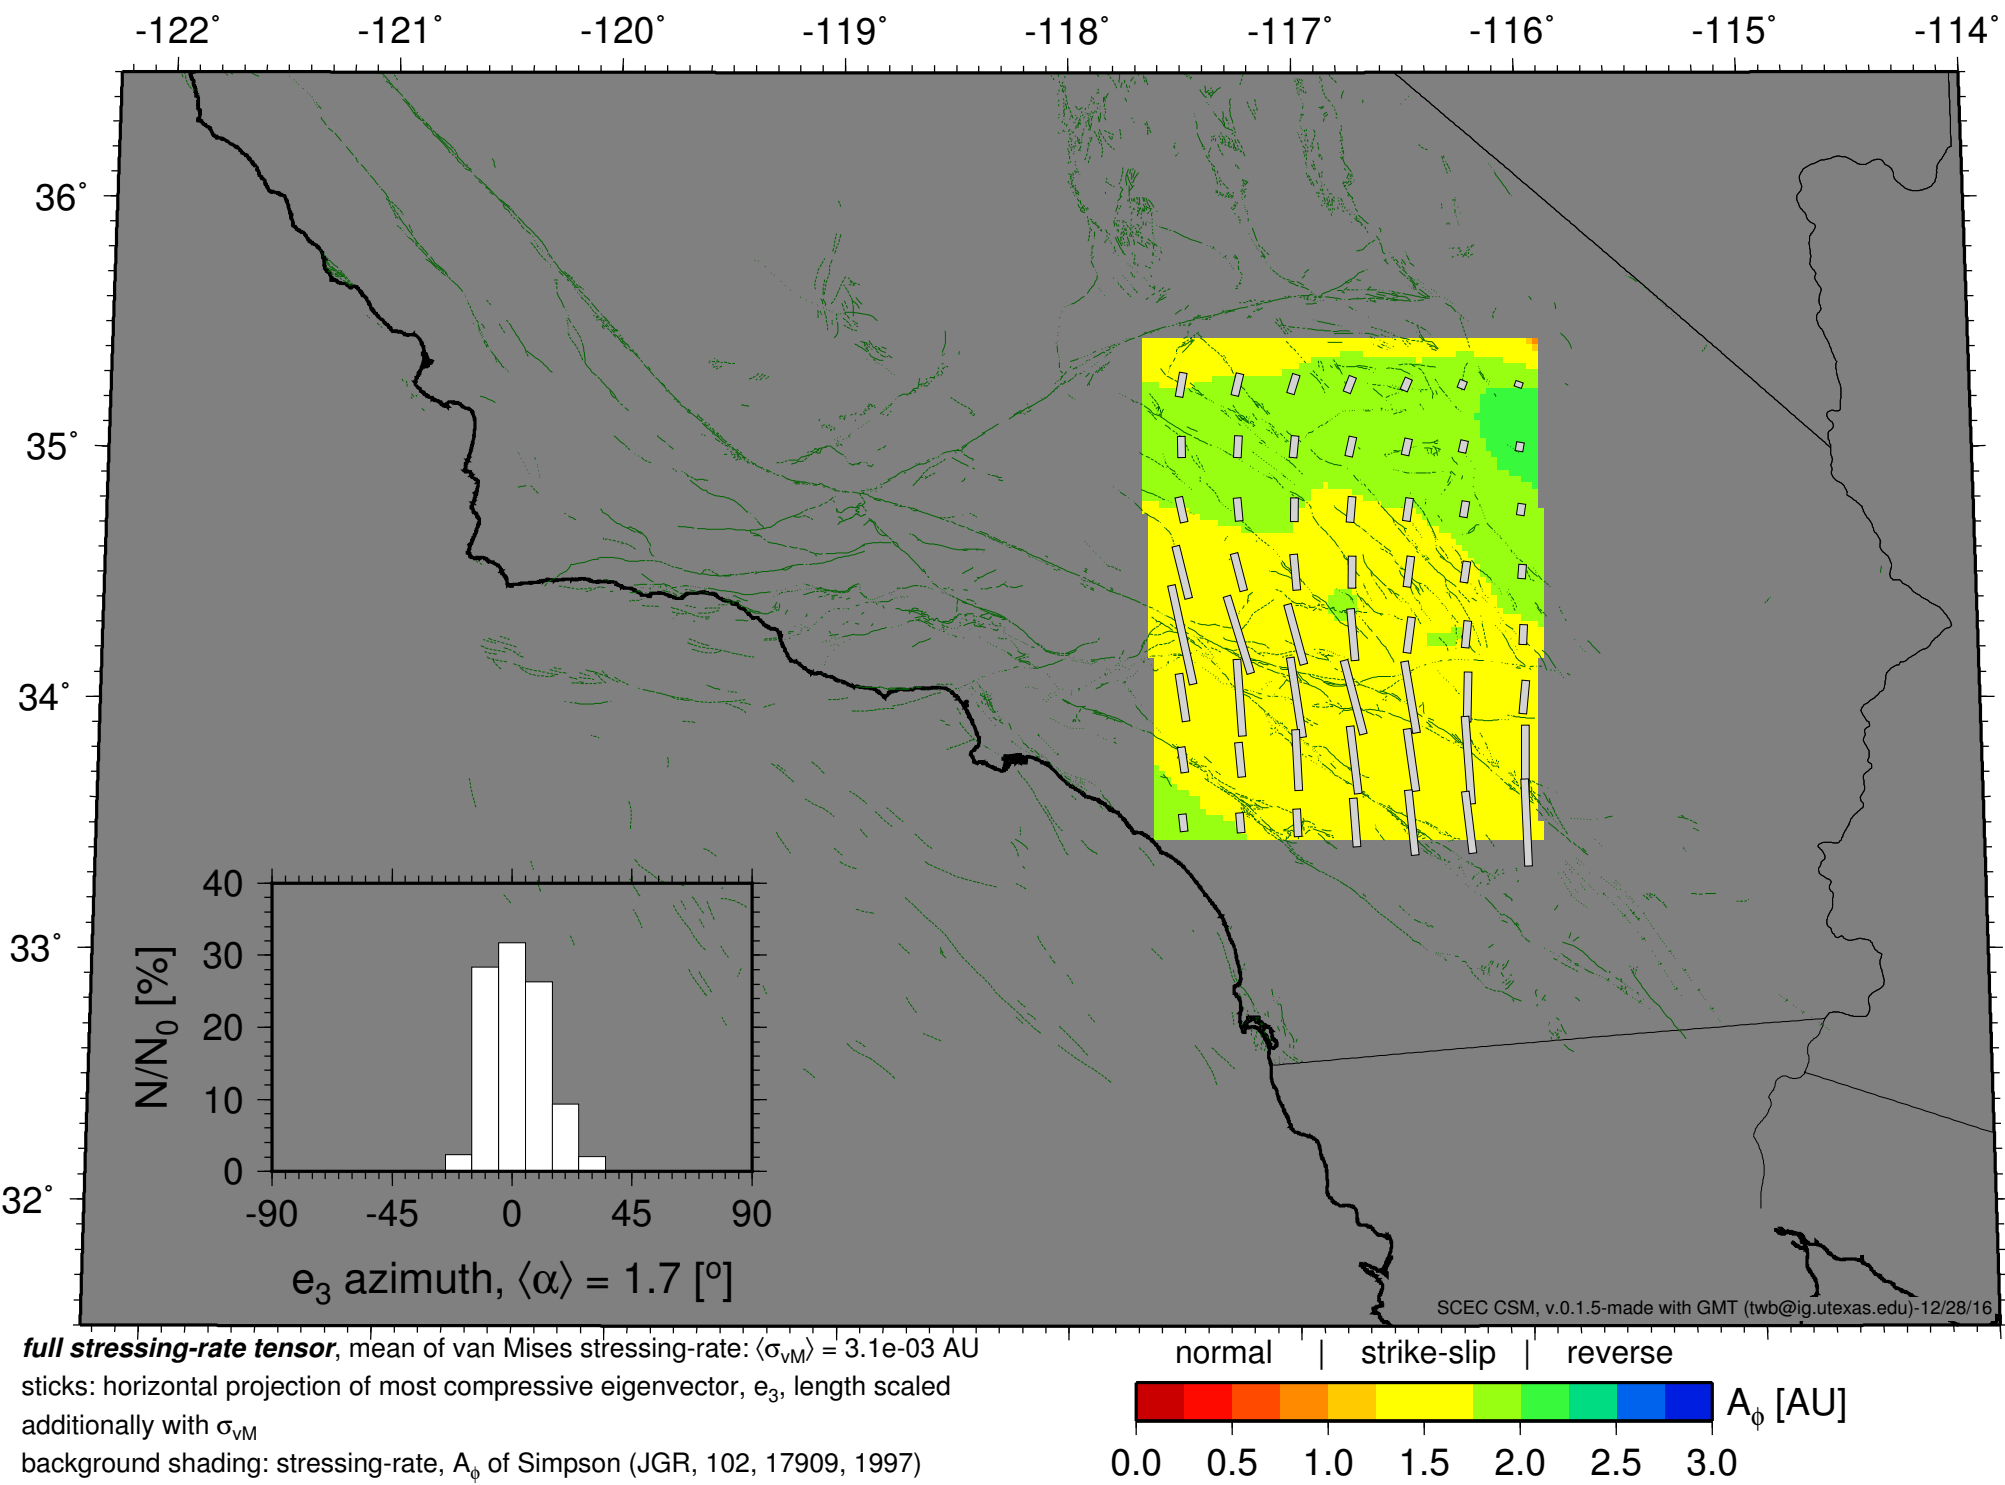 -122˚ -121˚ -120˚ -119˚ -118˚ -117˚ -116˚ -115˚ -114˚
36˚
35˚
34˚
33˚
32˚
40
30
20
10
0
N/N0 [%]
-90 -45 0 45 90
e3 azimuth, ⟨α⟩ = 1.7 [º]
SCEC CSM, v.0.1.5-made with GMT (twb@ig.utexas.edu)-12/28/16
full stressing-rate tensor, mean of van Mises stressing-rate: ⟨σvM⟩ = 3.1e-03 AU
sticks: horizontal projection of most compressive eigenvector, e3, length scaled
additionally with σvM
background shading: stressing-rate, Aϕ of Simpson (JGR, 102, 17909, 1997)
normal | strike-slip | reverse
Aϕ [AU]
0.0 0.5 1.0 1.5 2.0 2.5 3.0